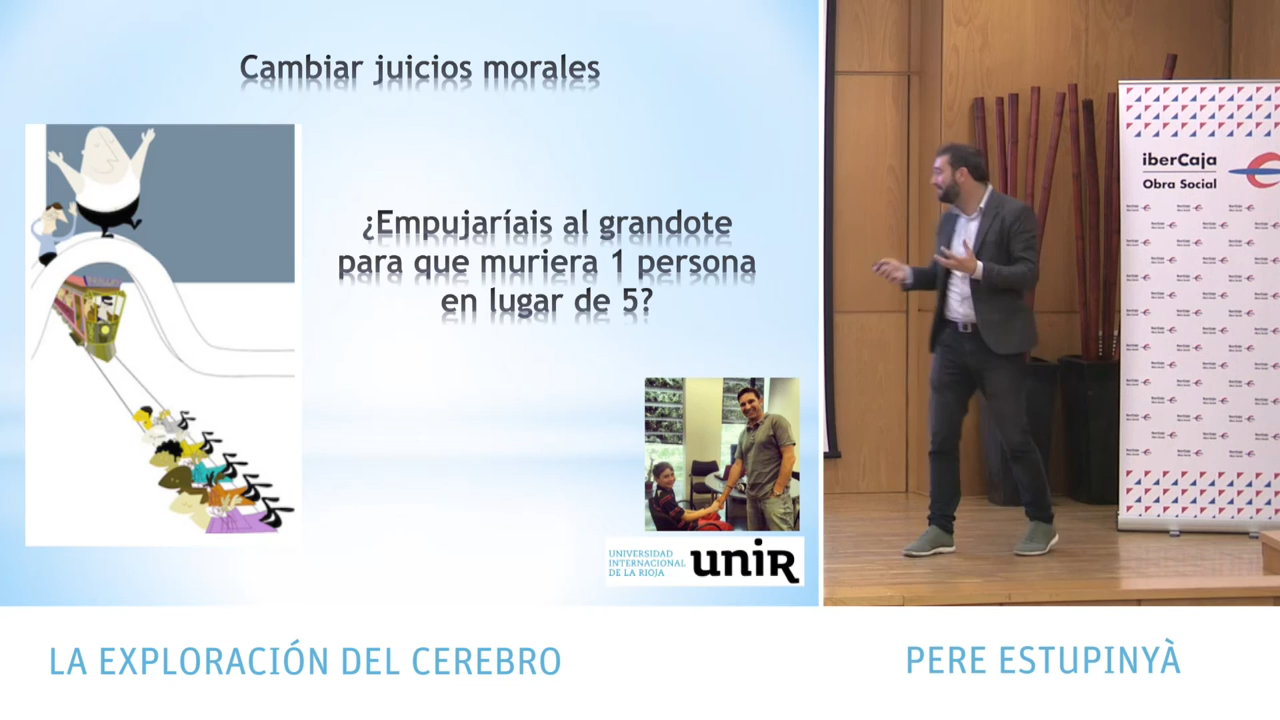 Cambiar juicios morales
¿Empujaríais al grandote
para que muriera 1 persona
en lugar de 5?
UNIVERSIDAD
INTERNACIONAL
DE LA RIOJA
unir
iberCaja
Obra Social
LA EXPLORACIÓN DEL CEREBRO
PERE ESTUPINYÀ